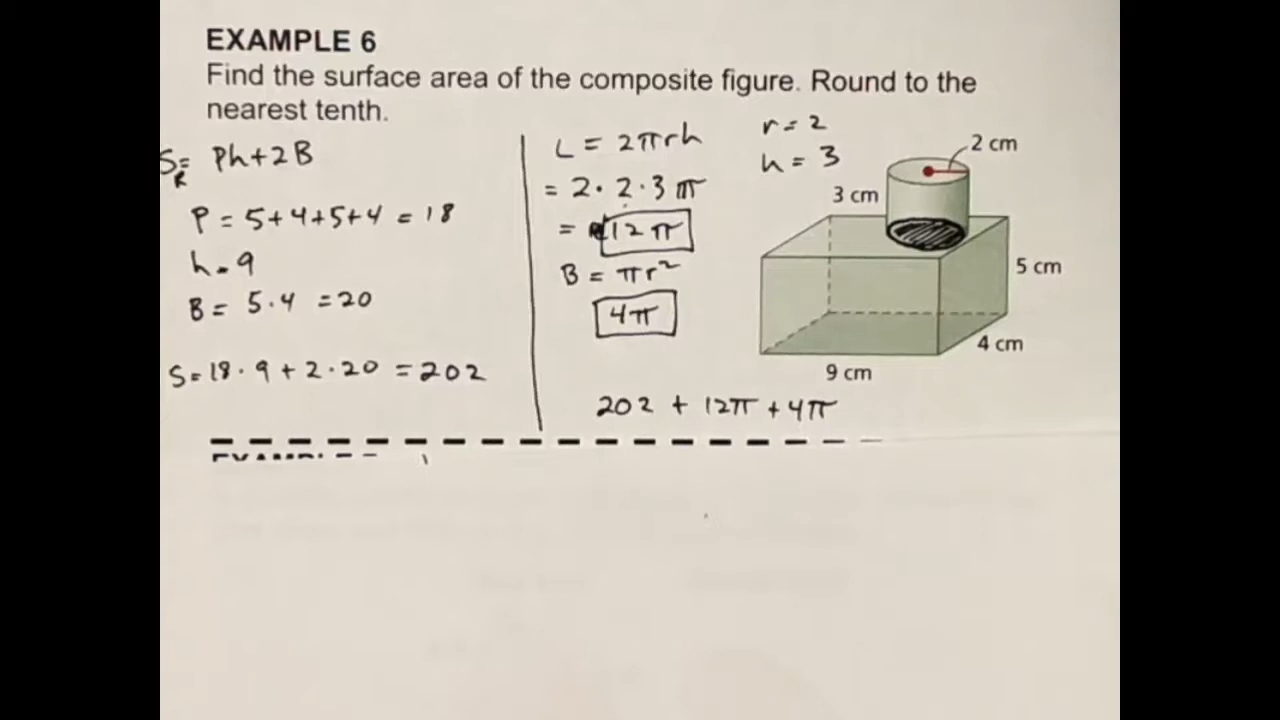 EXAMPLE 6
Find the surface area of the composite figure. Round to the
nearest tenth.
S_R = Ph+2B
P = 5+4+5+4 = 18
h = 9
B = 5·4 = 20
S = 18·9 + 2·20 = 202
L = 2πrh
= 2·2·3π
= 12π
B = πr²
4π
202 + 12π + 4π
r = 2
h = 3
2 cm
3 cm
5 cm
4 cm
9 cm